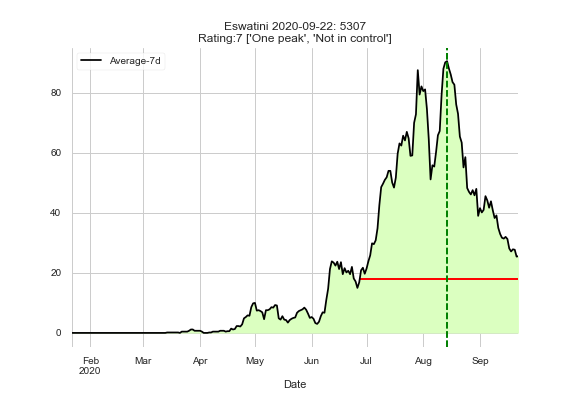 Eswatini 2020-09-22: 5307
Rating:7 ['One peak', 'Not in control']
Average-7d
80
60
40
20
0
Feb
2020
Mar
Apr
May
Jun
Jul
Aug
Sep
Date